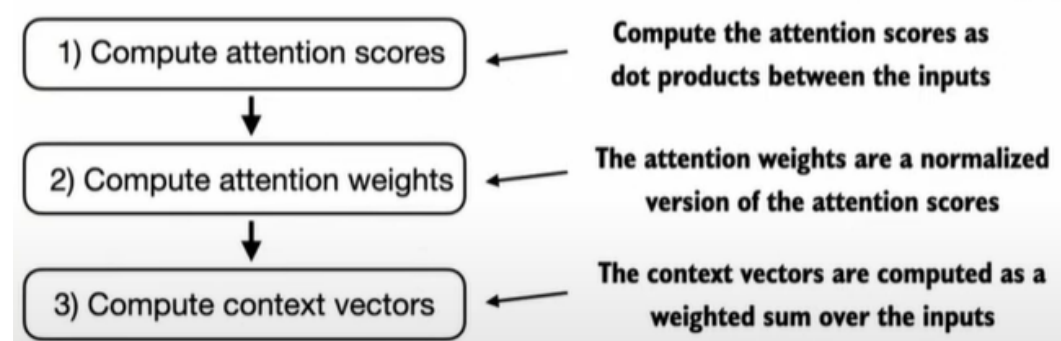 1) Compute attention scores
Compute the attention scores as
dot products between the inputs
2) Compute attention weights
The attention weights are a normalized
version of the attention scores
3) Compute context vectors
The context vectors are computed as a
weighted sum over the inputs